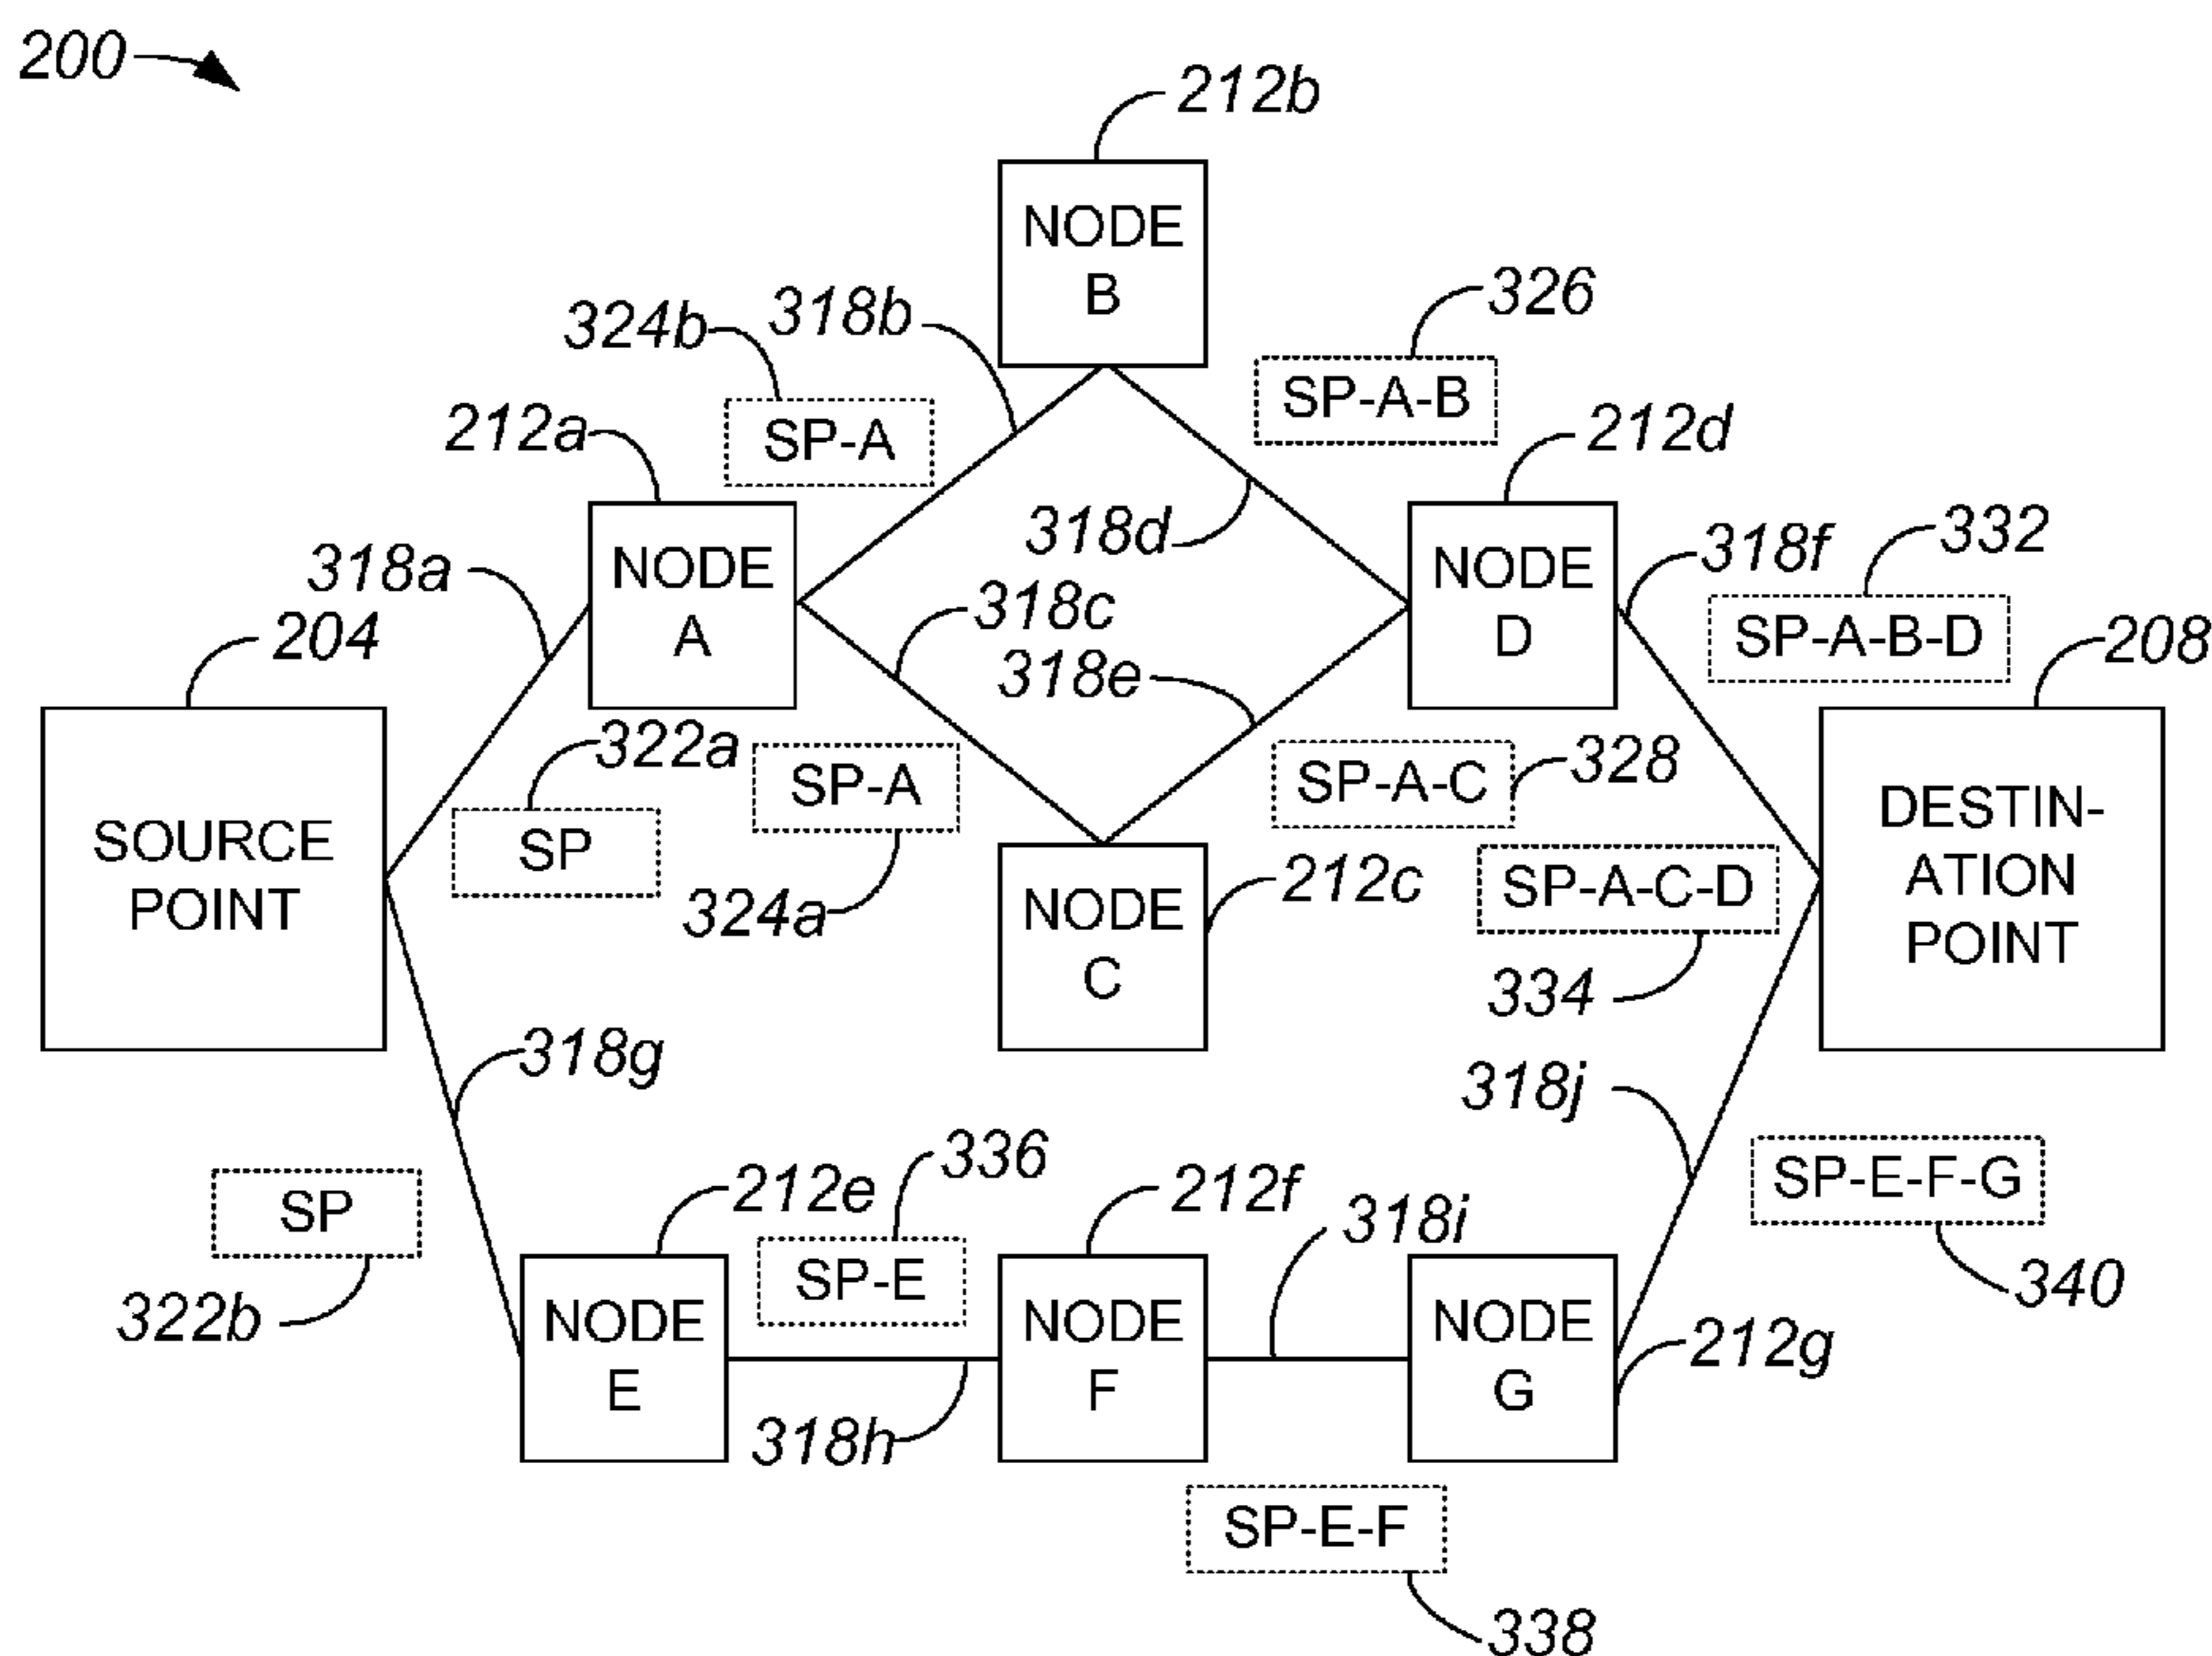 200
212b
NODE
B
326
324b
318b
SP-A-B
212a
SP-A
212d
318d
332
318a
NODE
A
318c
NODE
D
318f
204
318e
SP-A-B-D
208
322a
SP-A
SP-A-C
328
SOURCE
POINT
SP
324a
NODE
C
212c
SP-A-C-D
DESTIN-
ATION
POINT
334
318g
318j
336
SP
212e
212f
318i
SP-E-F-G
322b
SP-E
340
NODE
E
NODE
F
NODE
G
212g
318h
SP-E-F
338